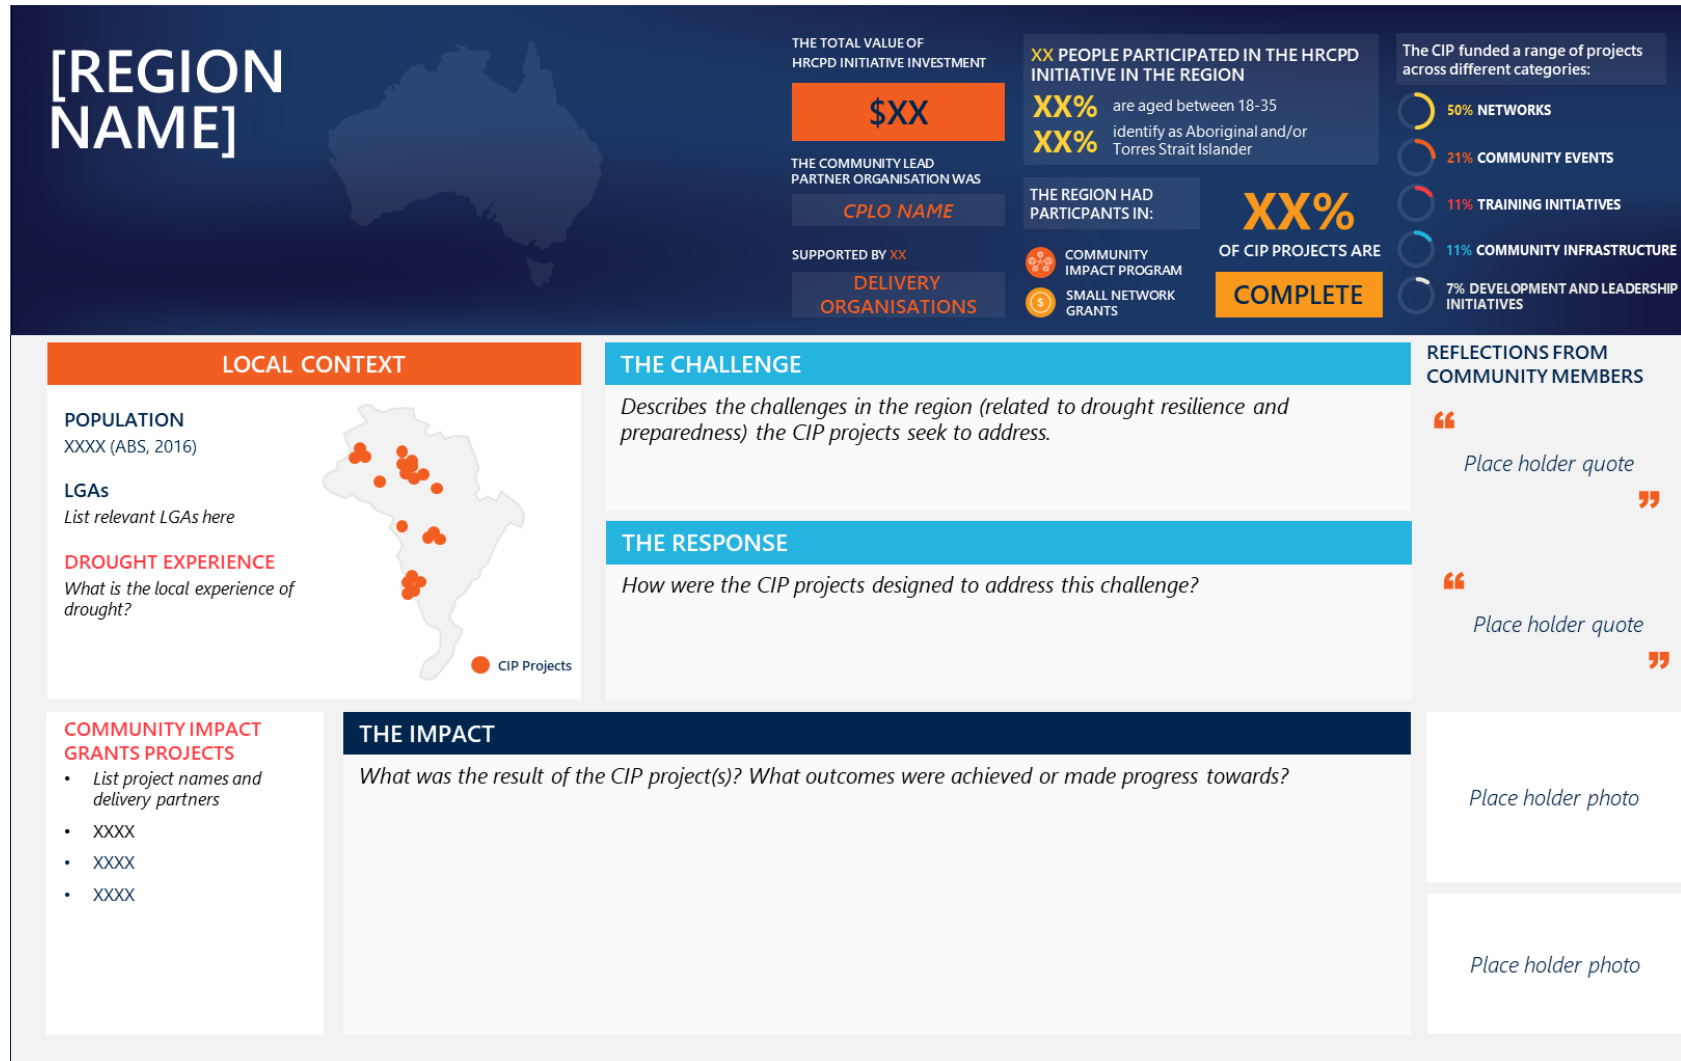 [REGION
NAME]
THE TOTAL VALUE OF
HRCPD INITIATIVE INVESTMENT
$XX
THE COMMUNITY LEAD
PARTNER ORGANISATION WAS
CPLO NAME
SUPPORTED BY XX
DELIVERY
ORGANISATIONS
XX PEOPLE PARTICIPATED IN THE HRCPD
INITIATIVE IN THE REGION
XX% are aged between 18-35
XX% identify as Aboriginal and/or
Torres Strait Islander
THE REGION HAD
PARTICPANTS IN:
COMMUNITY
IMPACT PROGRAM
$ SMALL NETWORK
GRANTS
XX%
OF CIP PROJECTS ARE
COMPLETE
The CIP funded a range of projects
across different categories:
50% NETWORKS
21% COMMUNITY EVENTS
11% TRAINING INITIATIVES
11% COMMUNITY INFRASTRUCTURE
7% DEVELOPMENT AND LEADERSHIP
INITIATIVES
LOCAL CONTEXT
POPULATION
XXXX (ABS, 2016)
LGAs
List relevant LGAs here
DROUGHT EXPERIENCE
What is the local experience of
drought?
CIP Projects
THE CHALLENGE
Describes the challenges in the region (related to drought resilience and
preparedness) the CIP projects seek to address.
THE RESPONSE
How were the CIP projects designed to address this challenge?
REFLECTIONS FROM
COMMUNITY MEMBERS
“
Place holder quote
”
“
Place holder quote
”
COMMUNITY IMPACT
GRANTS PROJECTS
• List project names and
delivery partners
• XXXX
• XXXX
• XXXX
THE IMPACT
What was the result of the CIP project(s)? What outcomes were achieved or made progress towards?
Place holder photo
Place holder photo